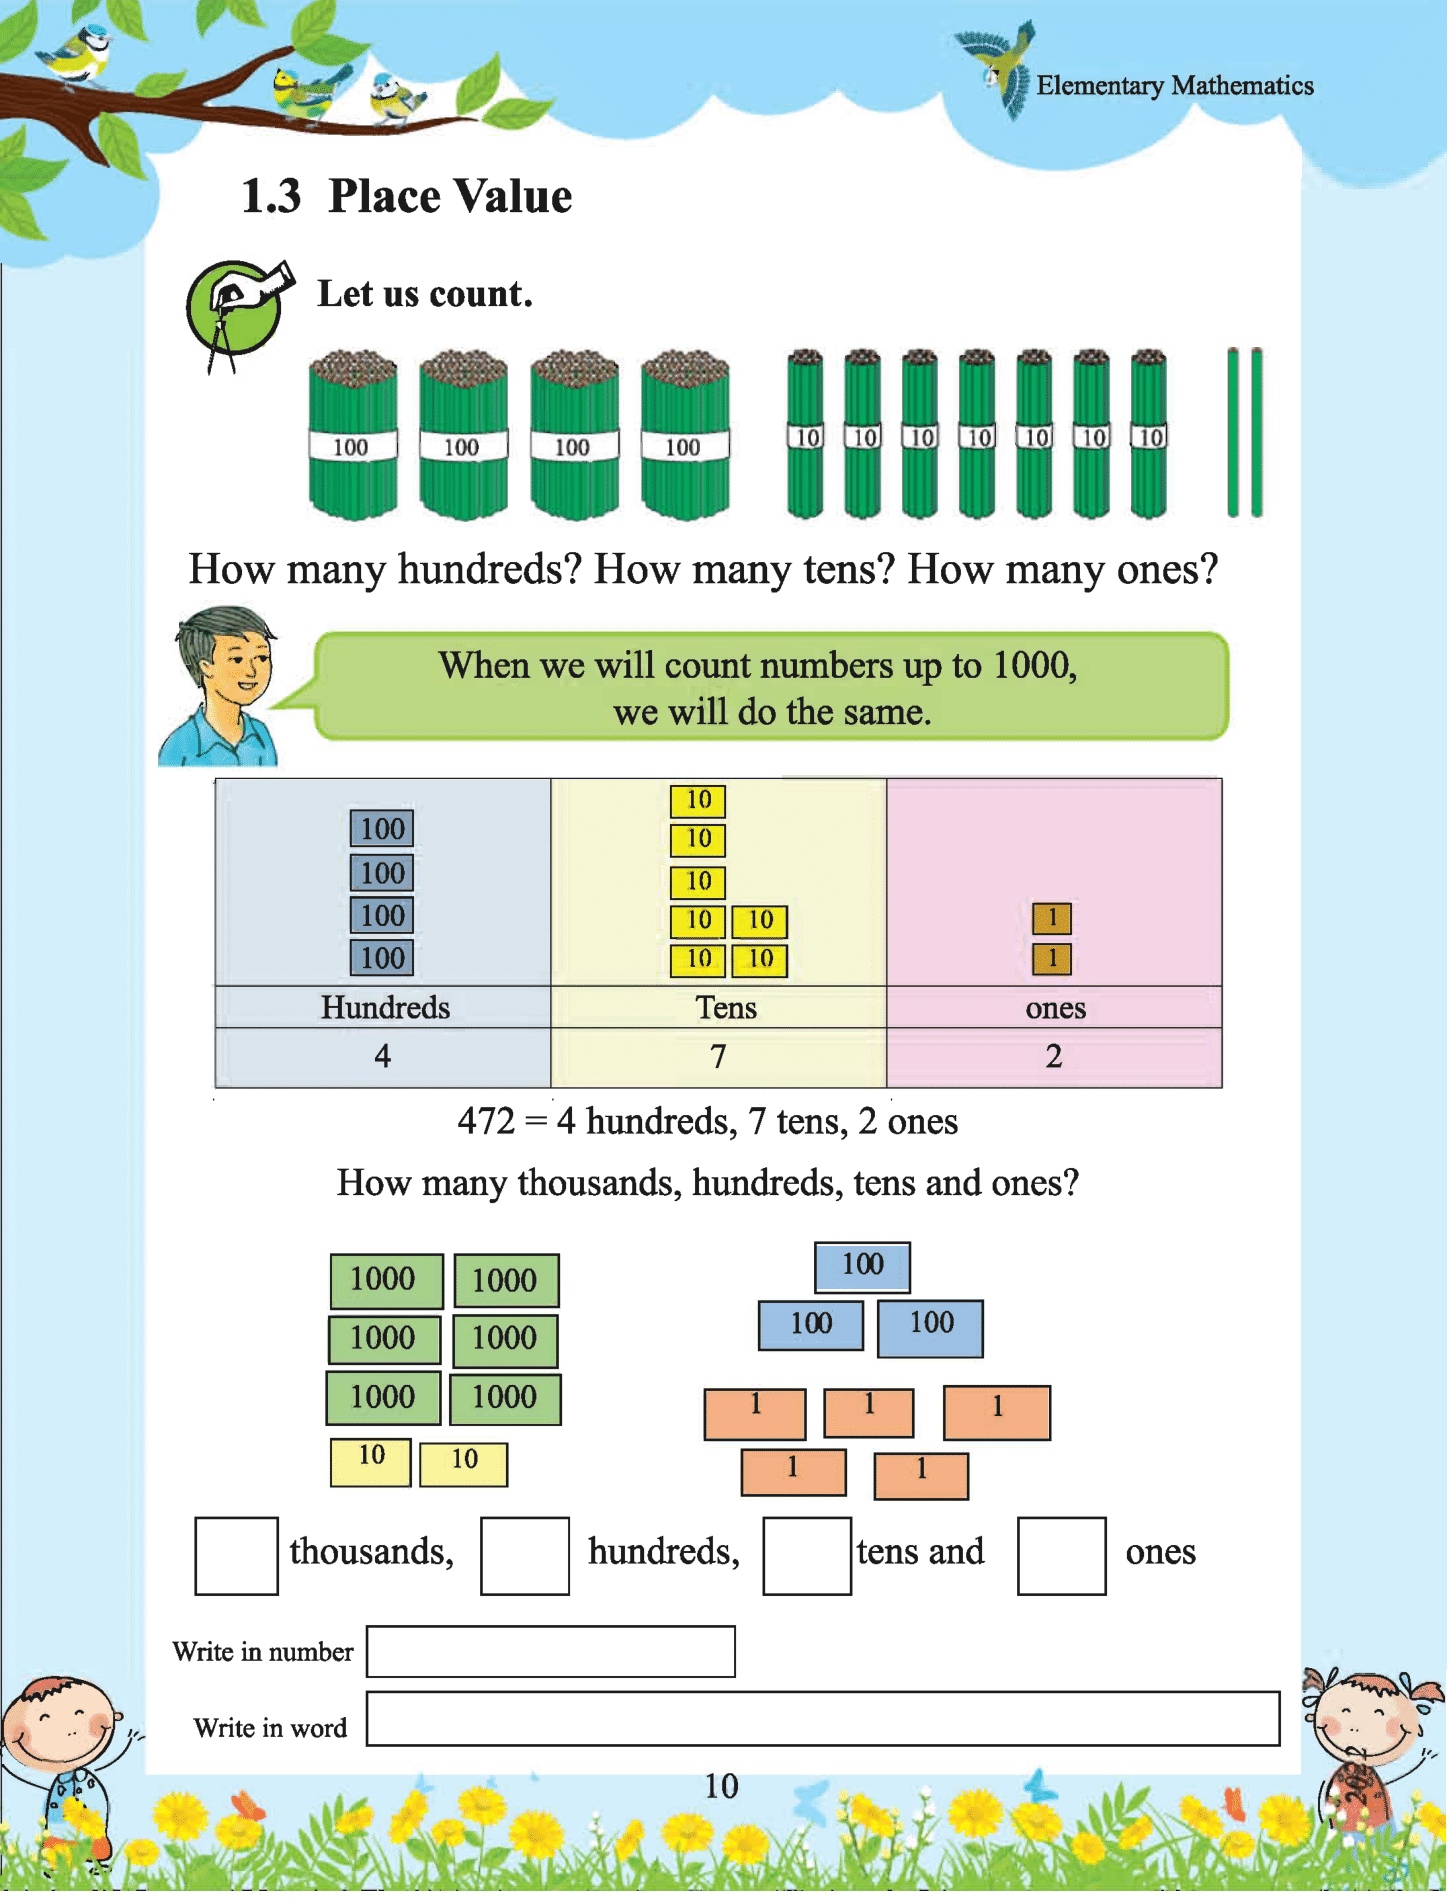 Elementary Mathematics
1.3 Place Value
Let us count.
100 100 100 100 10 10 10 10 10 10 10
How many hundreds? How many tens? How many ones?
When we will count numbers up to 1000,
we will do the same.
10
100 10
100 10
100 10 10 1
100 10 10 1
Hundreds Tens ones
4 7 2
472 = 4 hundreds, 7 tens, 2 ones
How many thousands, hundreds, tens and ones?
100
1000 1000
1000 1000 100 100
1000 1000 1 1 1
10 10 1 1
thousands, hundreds, tens and ones
Write in number
Write in word
10
2022